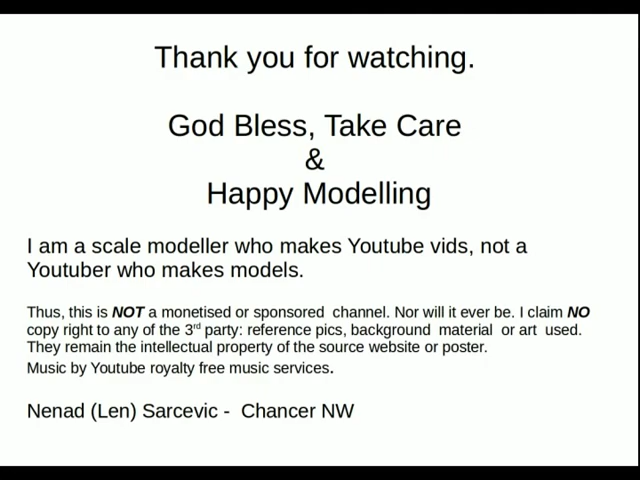 Thank you for watching.
God Bless, Take Care
&
Happy Modelling
I am a scale modeller who makes Youtube vids, not a
Youtuber who makes models.
Thus, this is NOT a monetised or sponsored channel. Nor will it ever be. I claim NO
copy right to any of the 3rd party: reference pics, background material or art used.
They remain the intellectual property of the source website or poster.
Music by Youtube royalty free music services.
Nenad (Len) Sarcevic - Chancer NW